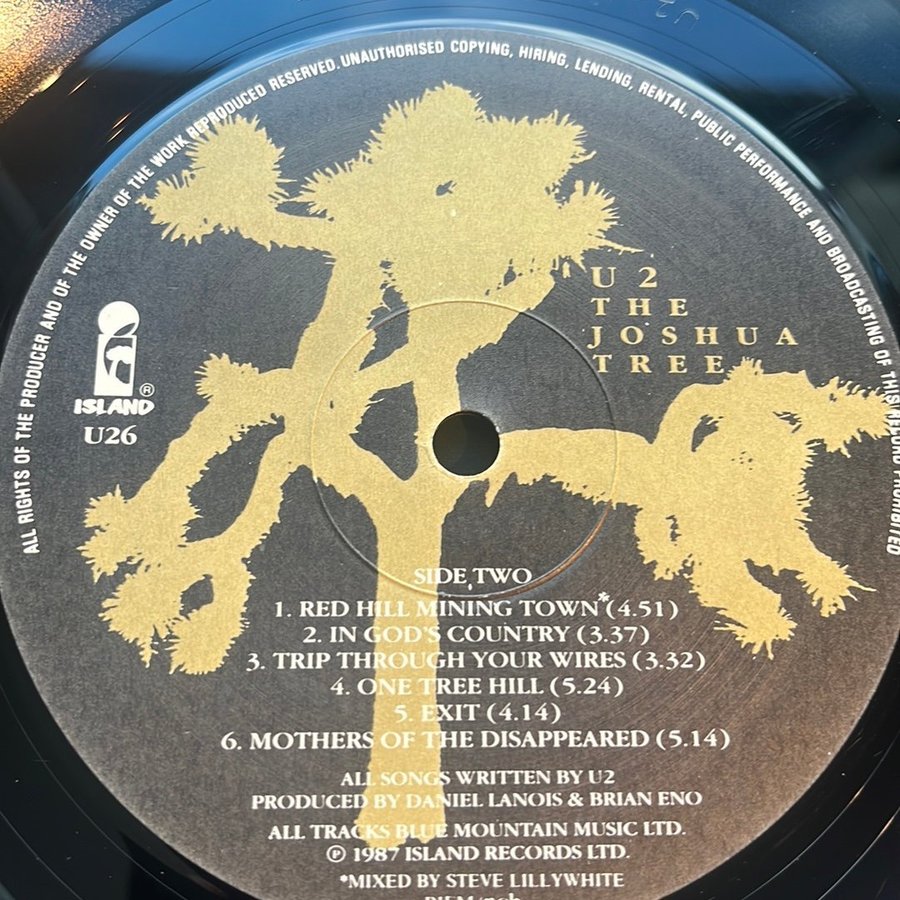 ALL RIGHTS OF THE PRODUCER AND OF THE OWNER OF THE WORK REPRODUCED RESERVED. UNAUTHORISED COPYING, HIRING, LENDING, RENTAL, PUBLIC PERFORMANCE AND BROADCASTING OF THIS RECORD PROHIBITED
U2
THE
JOSHUA
TREE
ISLAND ®
U26
SIDE TWO
1. RED HILL MINING TOWN* (4.51)
2. IN GOD'S COUNTRY (3.37)
3. TRIP THROUGH YOUR WIRES (3.32)
4. ONE TREE HILL (5.24)
5. EXIT (4.14)
6. MOTHERS OF THE DISAPPEARED (5.14)
ALL SONGS WRITTEN BY U2
PRODUCED BY DANIEL LANOIS & BRIAN ENO
ALL TRACKS BLUE MOUNTAIN MUSIC LTD.
℗ 1987 ISLAND RECORDS LTD.
*MIXED BY STEVE LILLYWHITE